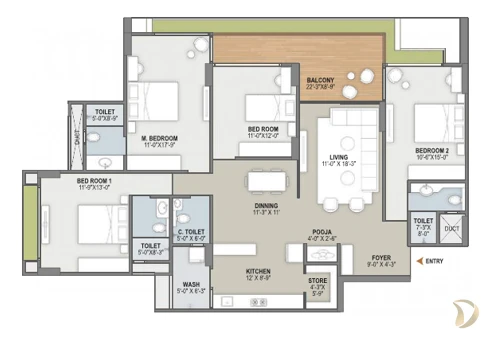 BALCONY
22'-3"X8'-9"
TOILET
5'-0"X8'-9"
M. BEDROOM
11'-0"X17'-9"
BED ROOM
11'-0"X12'-0"
LIVING
11'-0" X 18'-3"
BEDROOM 2
10'-6"X15'-0"
SHAFT
BED ROOM 1
11'-9"X13'-0"
DINNING
11'-3" X 11'
TOILET
7'-3"X
8'-0"
DUCT
C. TOILET
5'-0" X 6'-0"
POOJA
4'-0" X 2'-6"
TOILET
5'-0"X8'-3"
FOYER
9'-0" X 4'-3"
ENTRY
KITCHEN
12' X 8'-9"
WASH
5'-0" X 6'-3"
STORE
4'-3"X
5'-9"